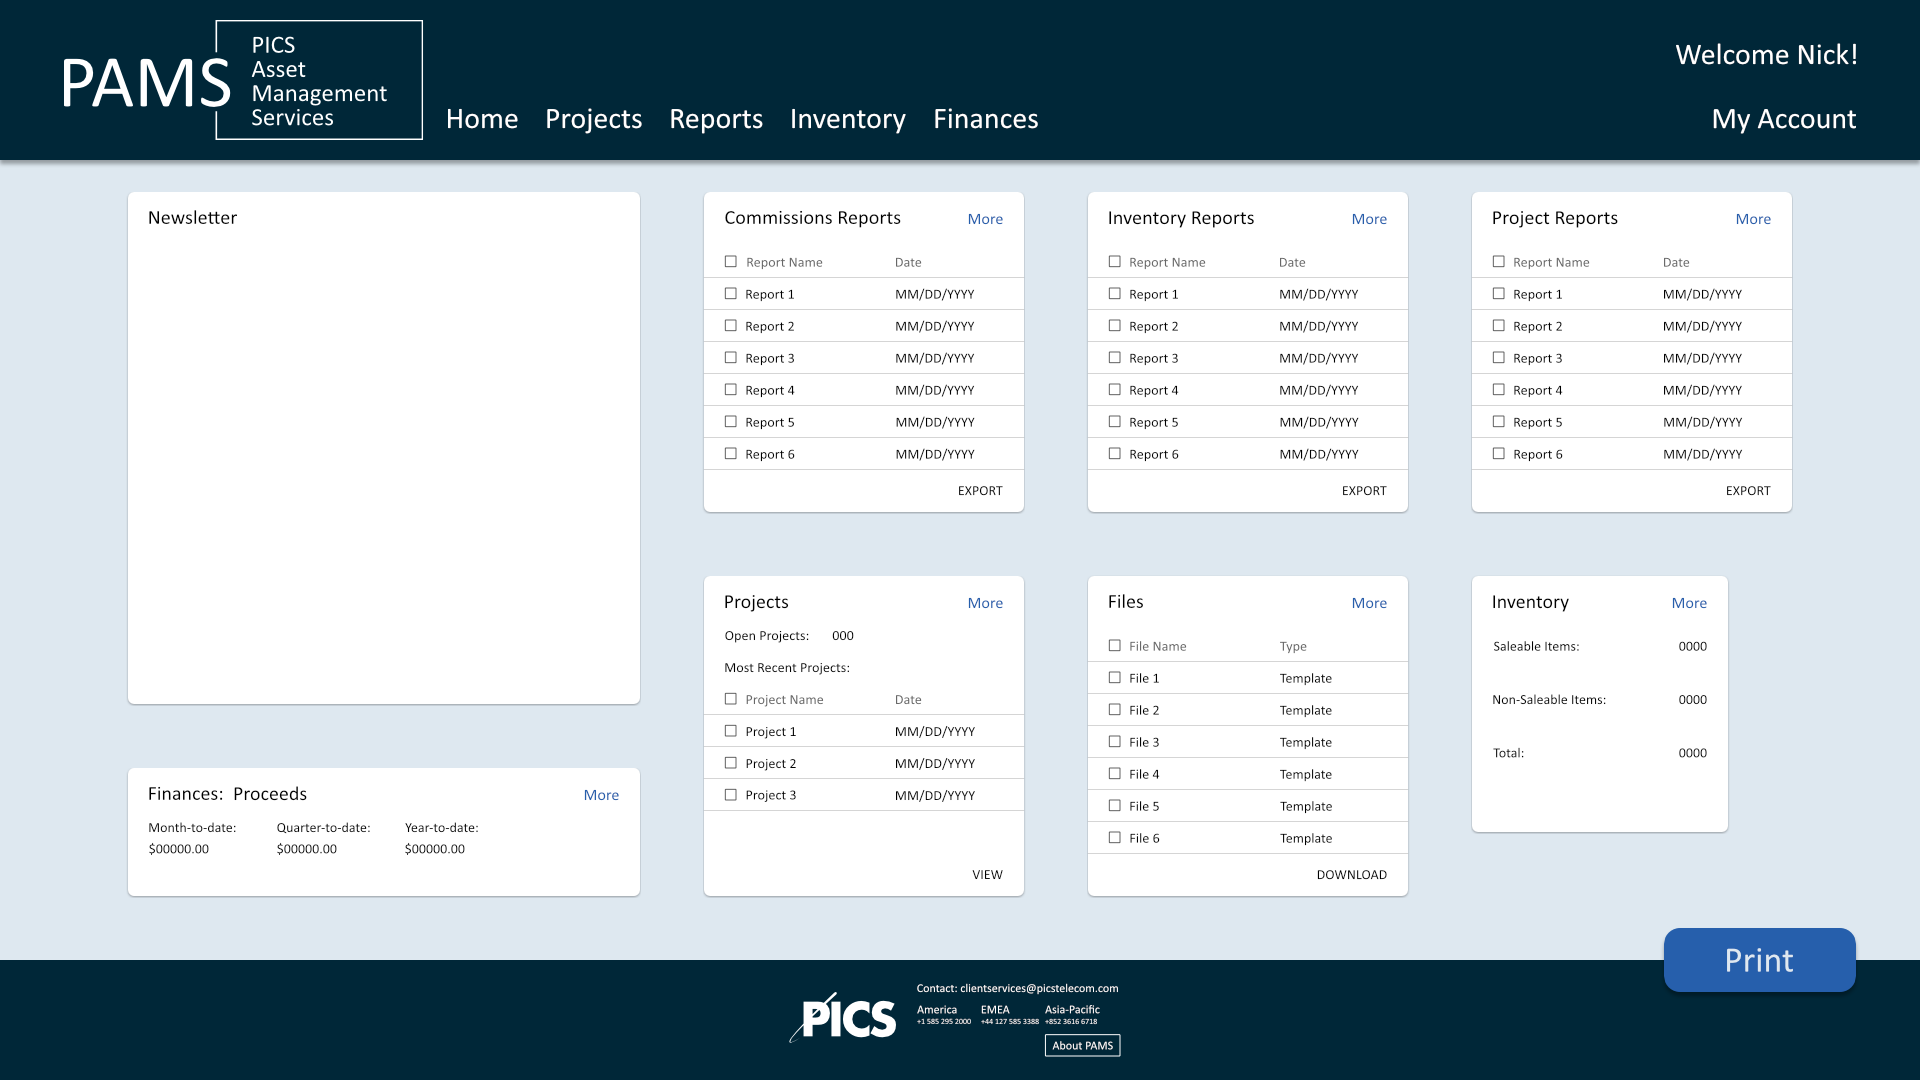 PAMS
PICS
Asset
Management
Services
Home Projects Reports Inventory Finances
Welcome Nick!
My Account
Newsletter
Commissions Reports More
Report Name Date
Report 1 MM/DD/YYYY
Report 2 MM/DD/YYYY
Report 3 MM/DD/YYYY
Report 4 MM/DD/YYYY
Report 5 MM/DD/YYYY
Report 6 MM/DD/YYYY
EXPORT
Inventory Reports More
Report Name Date
Report 1 MM/DD/YYYY
Report 2 MM/DD/YYYY
Report 3 MM/DD/YYYY
Report 4 MM/DD/YYYY
Report 5 MM/DD/YYYY
Report 6 MM/DD/YYYY
EXPORT
Project Reports More
Report Name Date
Report 1 MM/DD/YYYY
Report 2 MM/DD/YYYY
Report 3 MM/DD/YYYY
Report 4 MM/DD/YYYY
Report 5 MM/DD/YYYY
Report 6 MM/DD/YYYY
EXPORT
Finances: Proceeds More
Month-to-date: Quarter-to-date: Year-to-date:
$00000.00 $00000.00 $00000.00
Projects More
Open Projects: 000
Most Recent Projects:
Project Name Date
Project 1 MM/DD/YYYY
Project 2 MM/DD/YYYY
Project 3 MM/DD/YYYY
VIEW
Files More
File Name Type
File 1 Template
File 2 Template
File 3 Template
File 4 Template
File 5 Template
File 6 Template
DOWNLOAD
Inventory More
Saleable Items: 0000
Non-Saleable Items: 0000
Total: 0000
Print
PICS
Contact: clientservices@picstelecom.com
America EMEA Asia-Pacific
+1 585 295 2000 +44 127 585 3388 +852 3616 6718
About PAMS